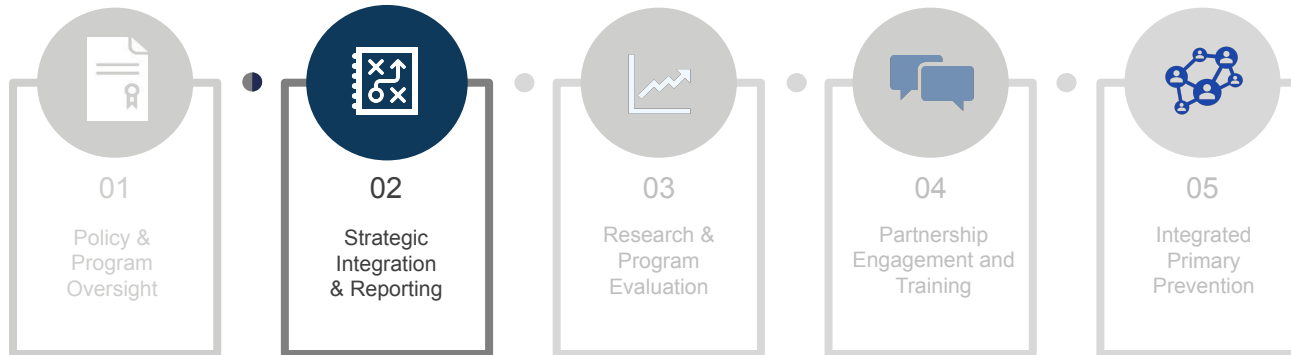 01
Policy &
Program
Oversight
02
Strategic
Integration
& Reporting
03
Research &
Program
Evaluation
04
Partnership
Engagement and
Training
05
Integrated
Primary
Prevention